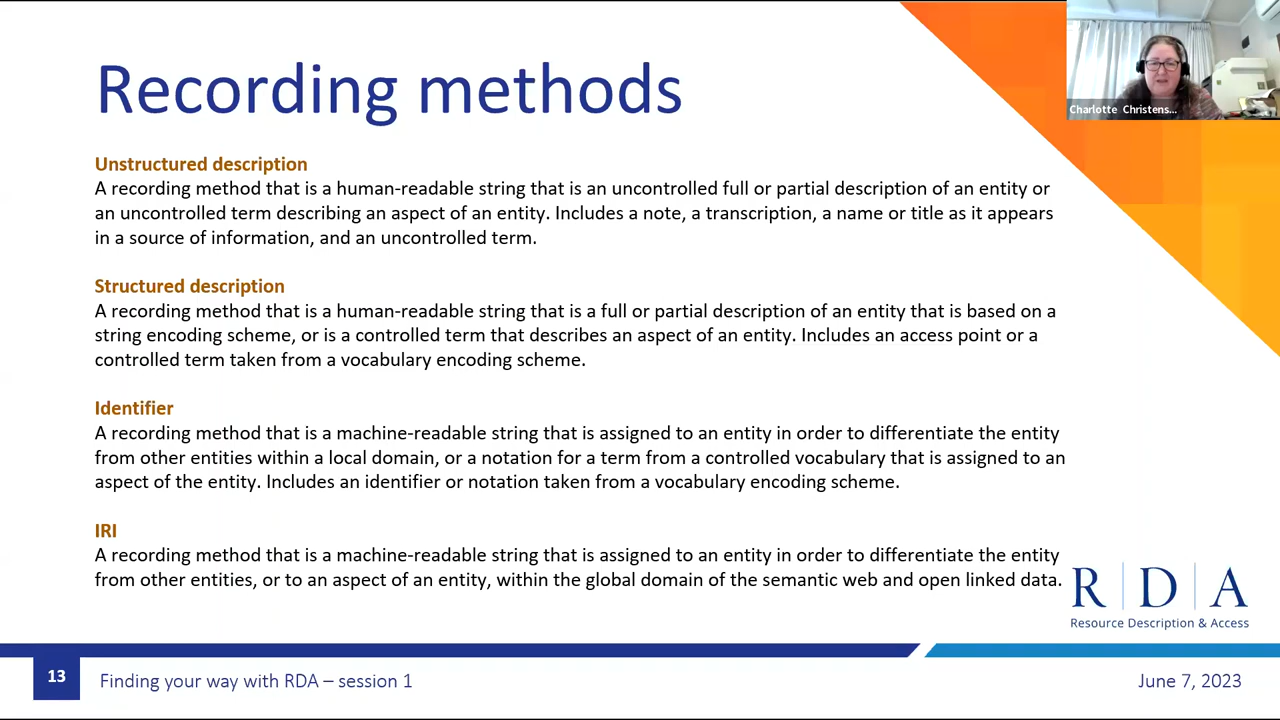 Recording methods
Charlotte Christens...
Unstructured description
A recording method that is a human-readable string that is an uncontrolled full or partial description of an entity or
an uncontrolled term describing an aspect of an entity. Includes a note, a transcription, a name or title as it appears
in a source of information, and an uncontrolled term.
Structured description
A recording method that is a human-readable string that is a full or partial description of an entity that is based on a
string encoding scheme, or is a controlled term that describes an aspect of an entity. Includes an access point or a
controlled term taken from a vocabulary encoding scheme.
Identifier
A recording method that is a machine-readable string that is assigned to an entity in order to differentiate the entity
from other entities within a local domain, or a notation for a term from a controlled vocabulary that is assigned to an
aspect of the entity. Includes an identifier or notation taken from a vocabulary encoding scheme.
IRI
A recording method that is a machine-readable string that is assigned to an entity in order to differentiate the entity
from other entities, or to an aspect of an entity, within the global domain of the semantic web and open linked data.
R D A
Resource Description & Access
13
Finding your way with RDA – session 1
June 7, 2023